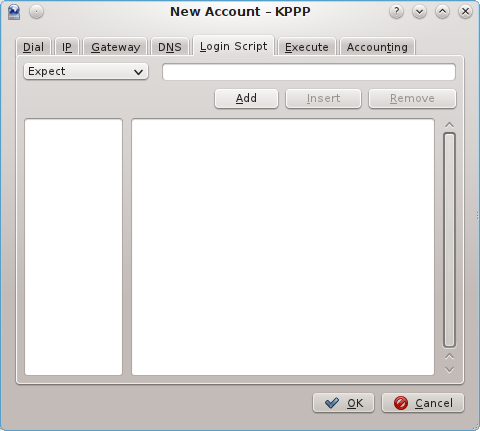 New Account – KPPP
?
Dial IP Gateway DNS Login Script Execute Accounting
Expect
Add Insert Remove
OK Cancel